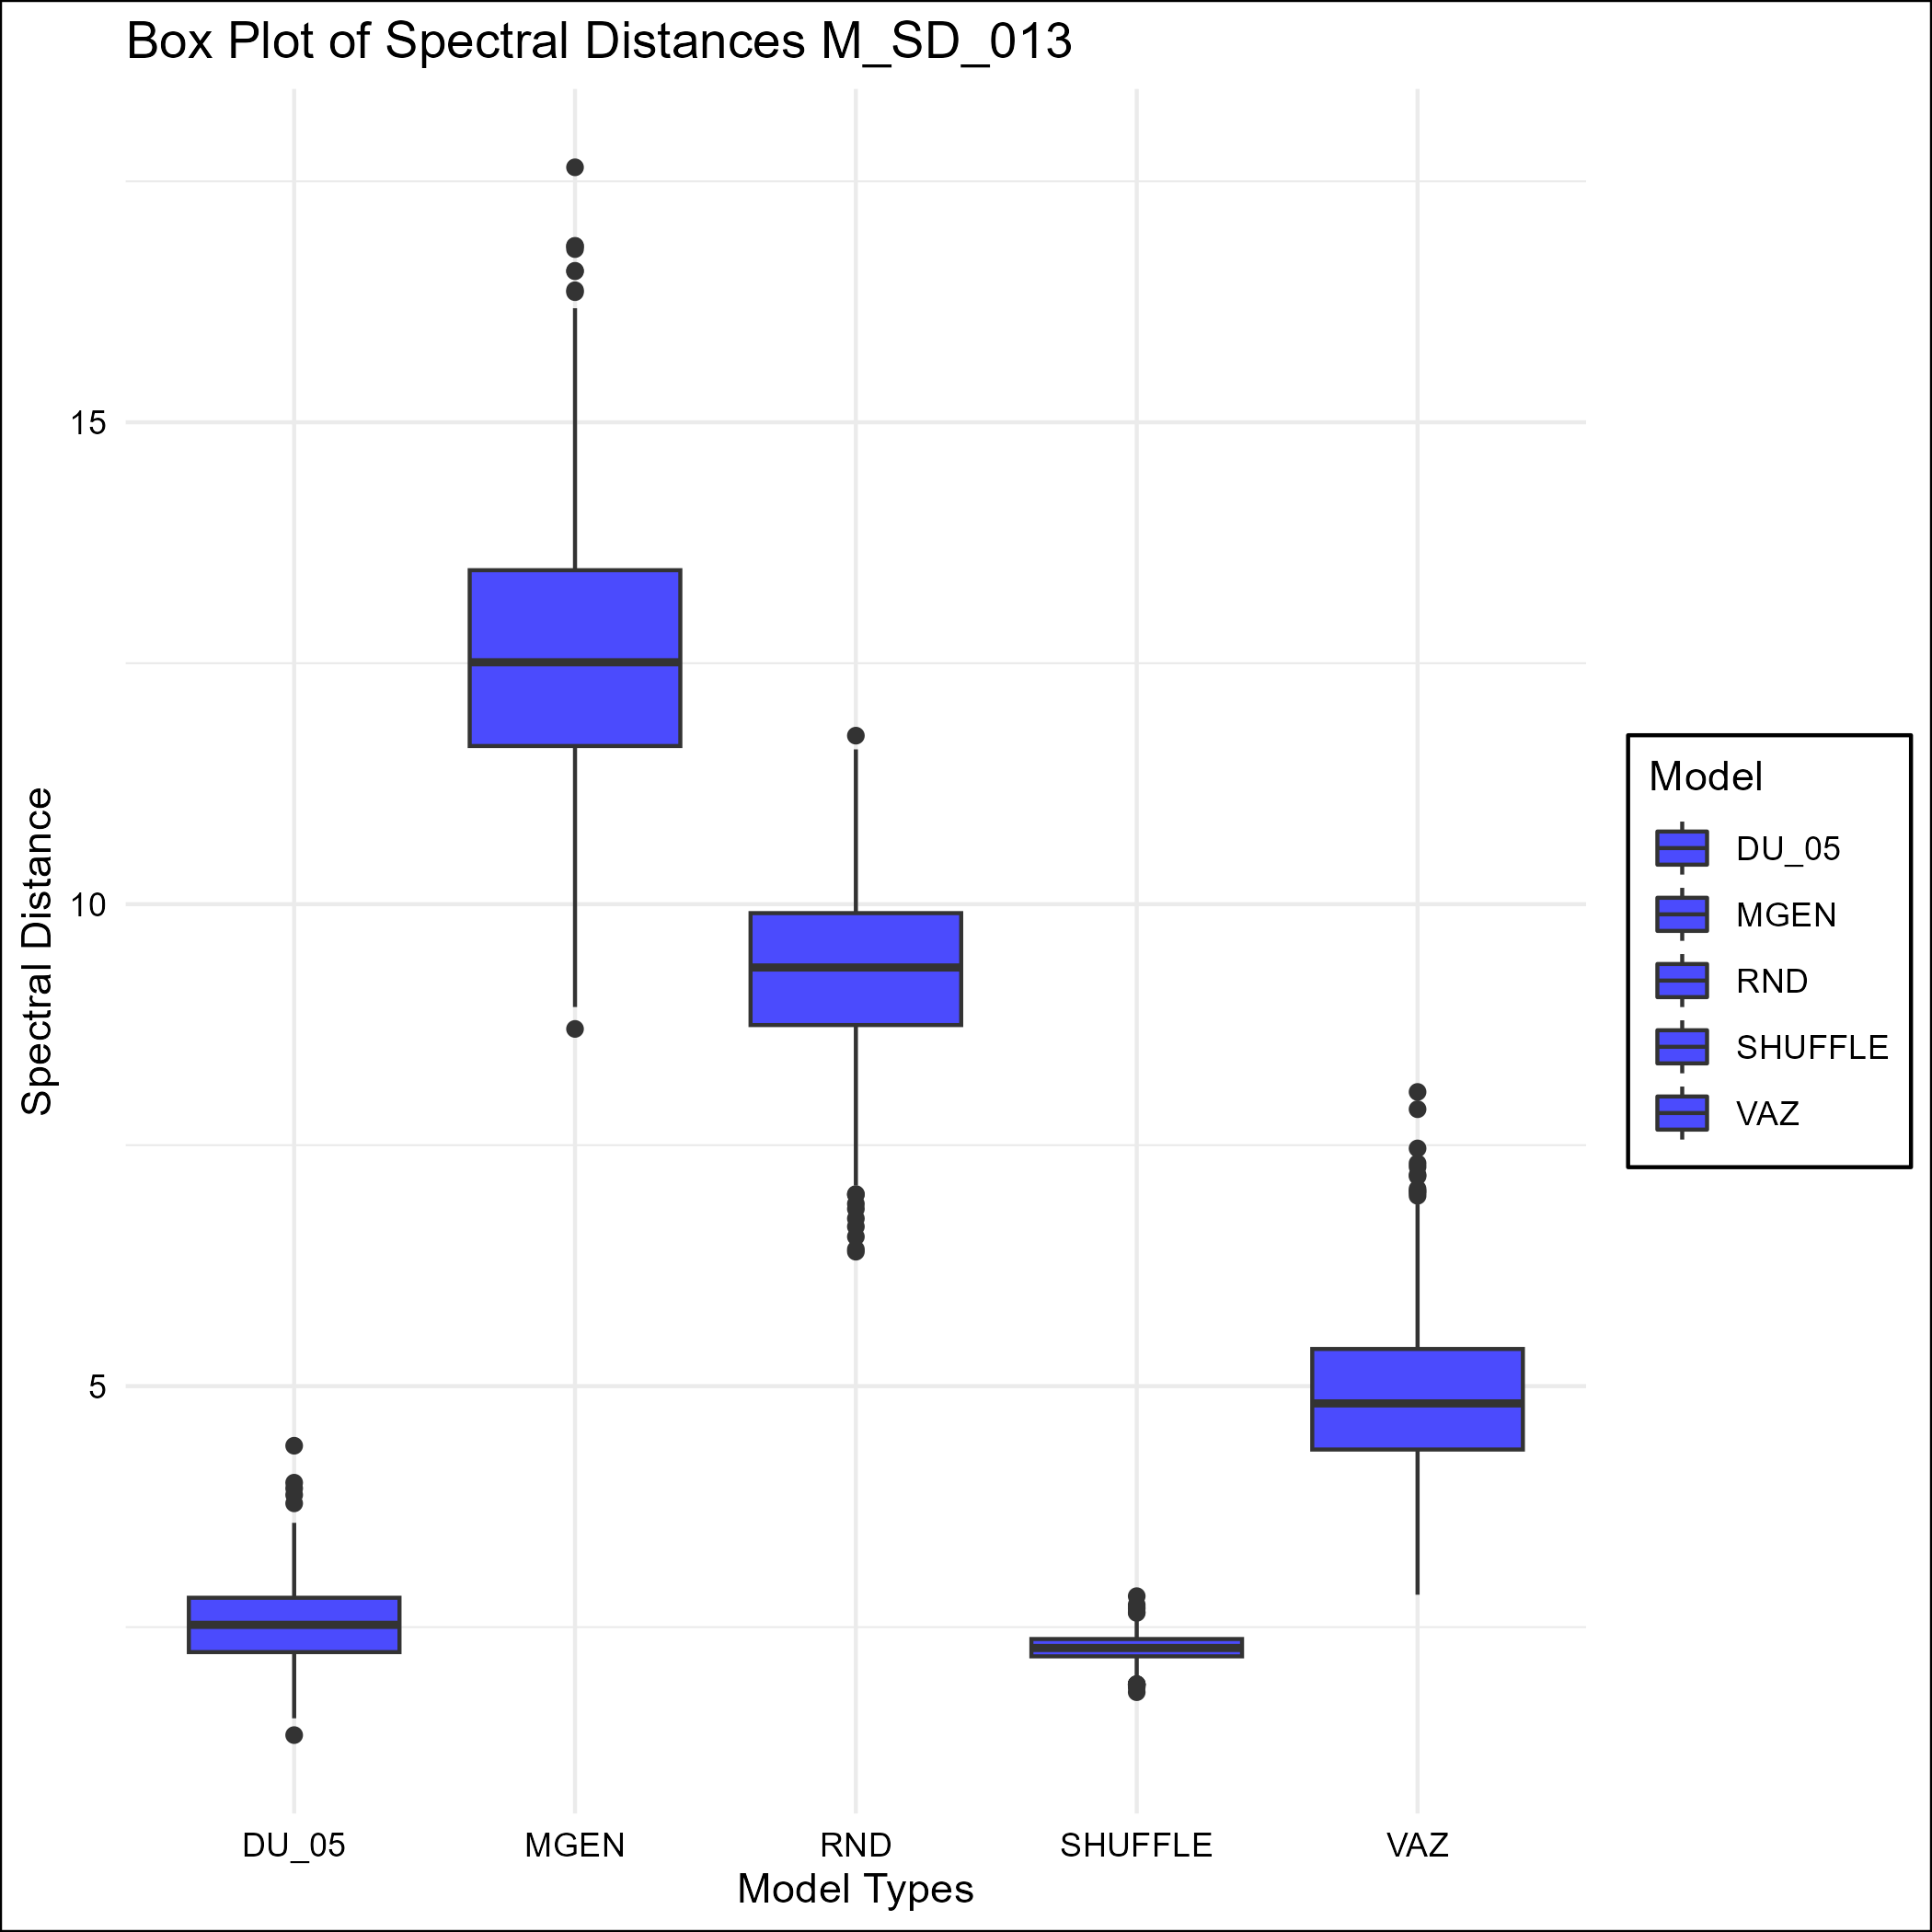 Box Plot of Spectral Distances M_SD_013
15
10
5
Spectral Distance
DU_05
MGEN
RND
SHUFFLE
VAZ
Model Types
Model
DU_05
MGEN
RND
SHUFFLE
VAZ